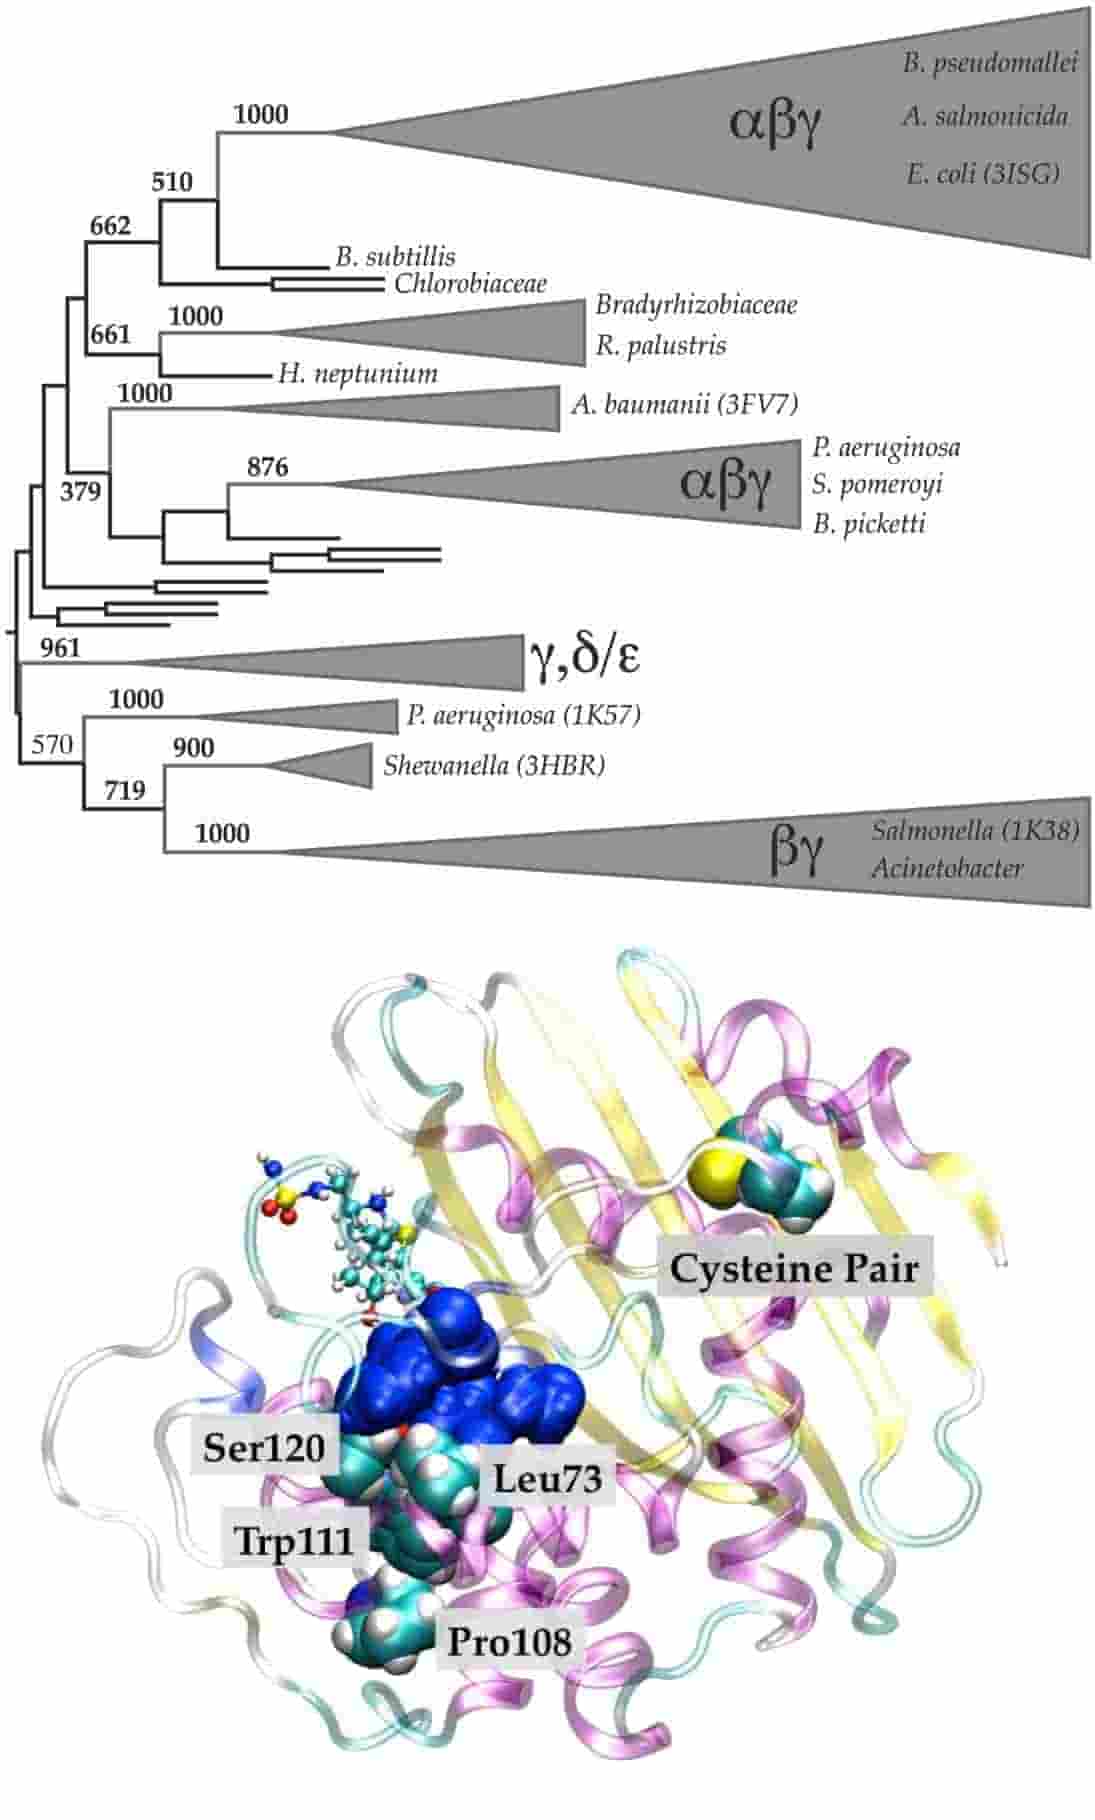 1000
αβγ
B. pseudomallei
A. salmonicida
E. coli (3ISG)
510
662
B. subtillis
Chlorobiaceae
1000
661
Bradyrhizobiaceae
R. palustris
H. neptunium
1000
A. baumanii (3FV7)
379
876
αβγ
P. aeruginosa
S. pomeroyi
B. picketti
961
γ,δ/ε
1000
P. aeruginosa (1K57)
570
900
Shewanella (3HBR)
719
1000
βγ
Salmonella (1K38)
Acinetobacter
Cysteine Pair
Ser120
Leu73
Trp111
Pro108